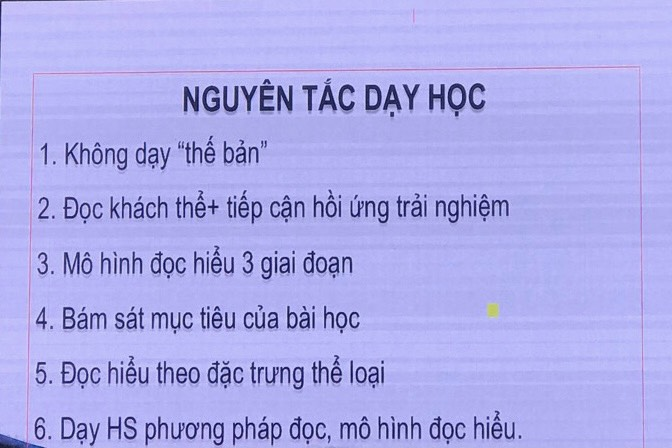 NGUYÊN TẮC DẠY HỌC
1. Không dạy “thế bản”
2. Đọc khách thể+ tiếp cận hồi ứng trải nghiệm
3. Mô hình đọc hiểu 3 giai đoạn
4. Bám sát mục tiêu của bài học
5. Đọc hiểu theo đặc trưng thể loại
6. Dạy HS phương pháp đọc, mô hình đọc hiểu.